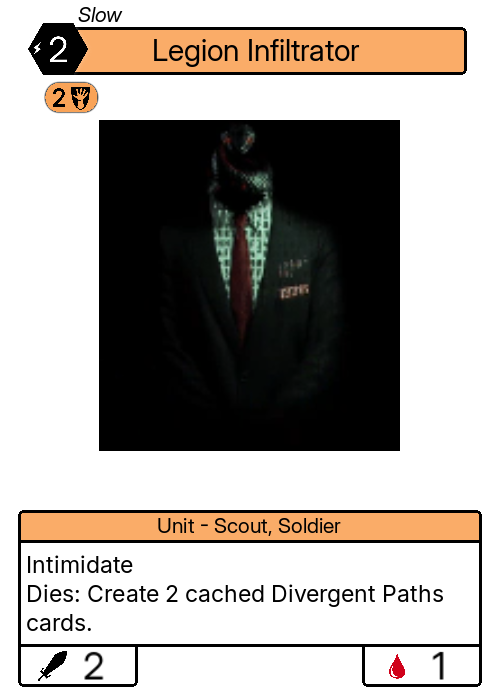 Slow
2
Legion Infiltrator
2
Unit - Scout, Soldier
Intimidate
Dies: Create 2 cached Divergent Paths
cards.
2
1